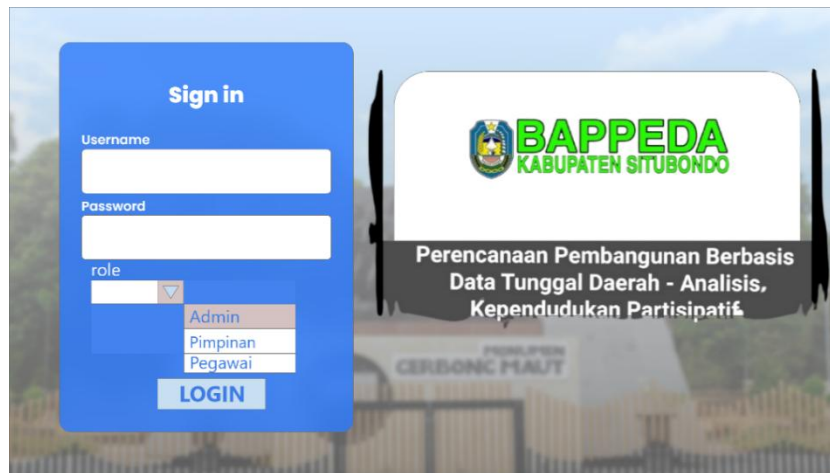 Sign in
Username
Password
role
Admin
Pimpinan
Pegawai
LOGIN
BAPPEDA
KABUPATEN SITUBONDO
Perencanaan Pembangunan Berbasis
Data Tunggal Daerah - Analisis,
Kependudukan Partisipatif
MONUMEN
CERBONG MAUT